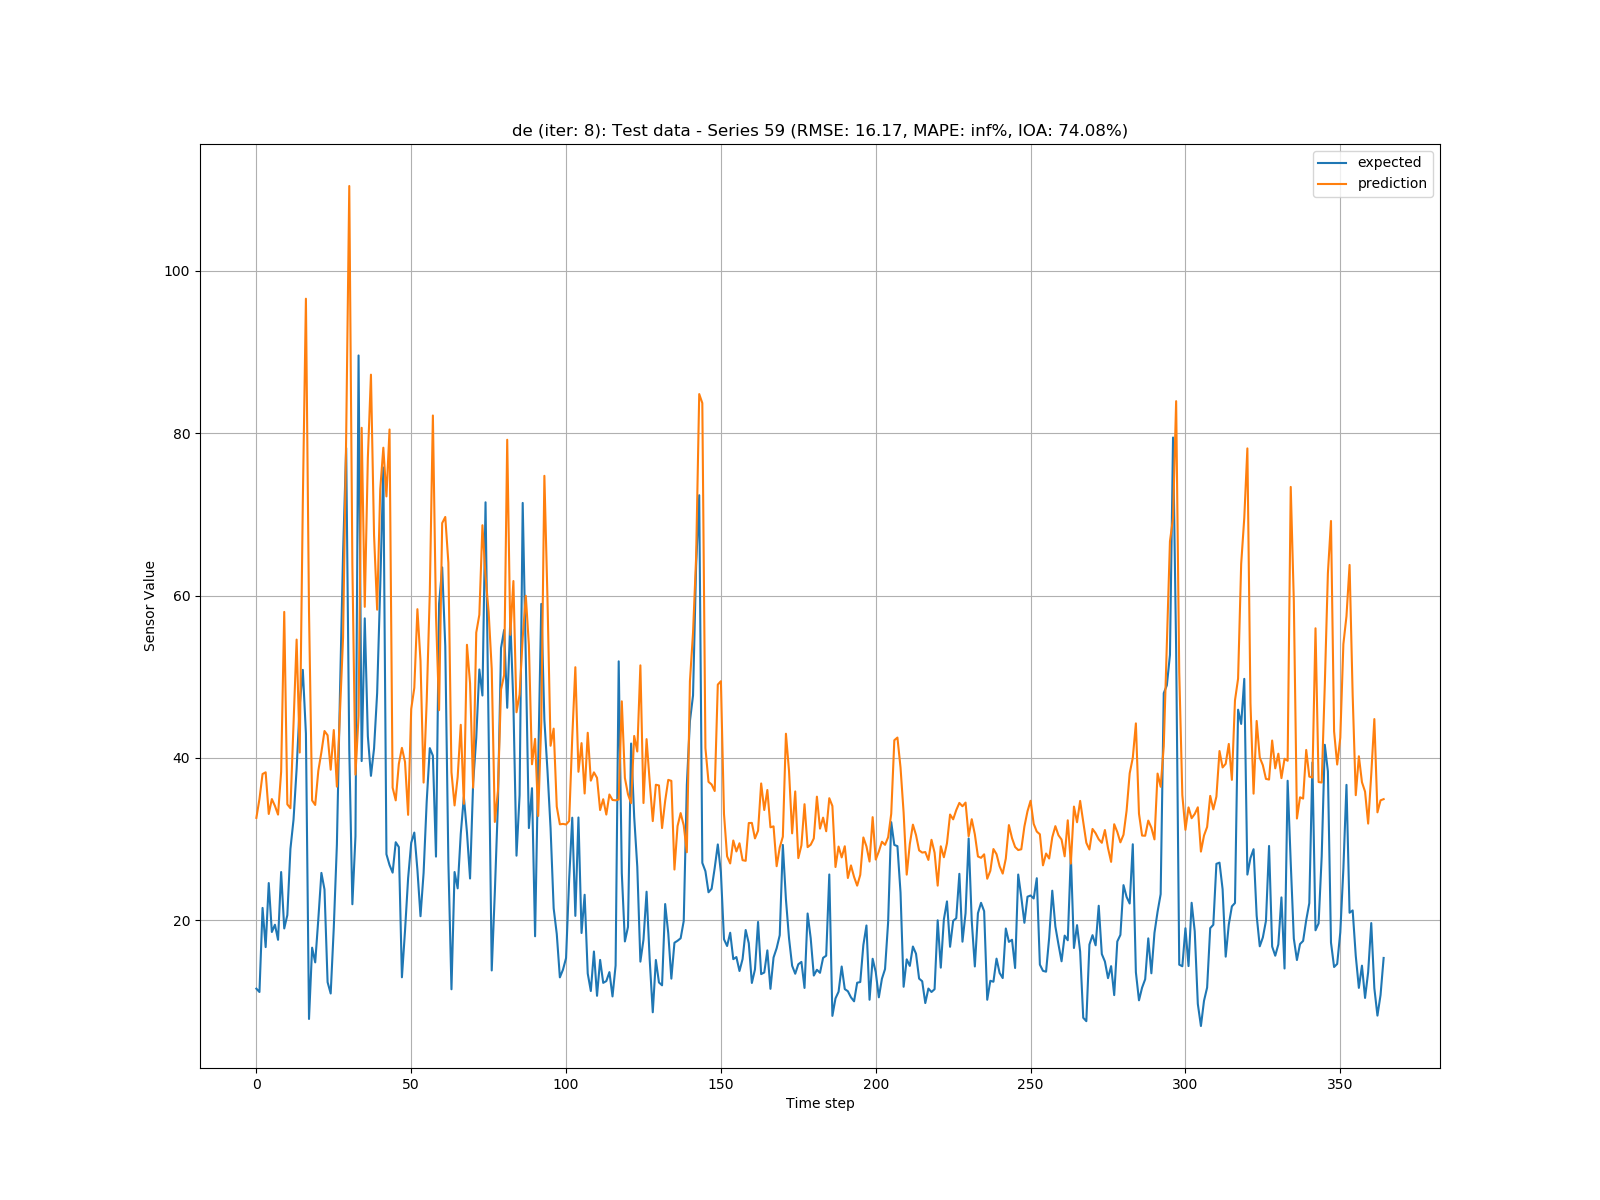 de (iter: 8): Test data - Series 59 (RMSE: 16.17, MAPE: inf%, IOA: 74.08%)
expected
prediction
100
80
60
40
20
Sensor Value
0 50 100 150 200 250 300 350
Time step